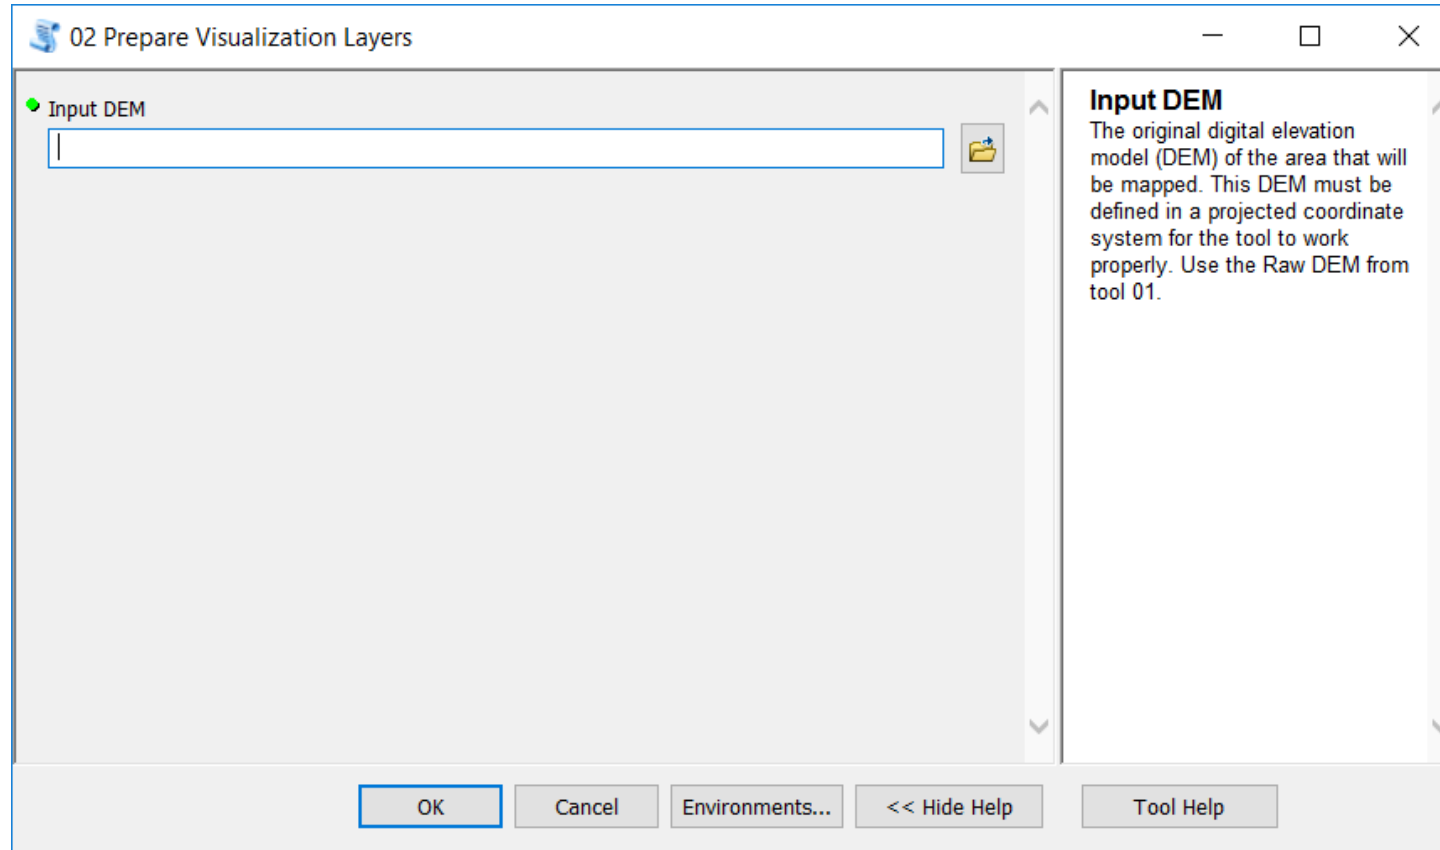 02 Prepare Visualization Layers
Input DEM
Input DEM
The original digital elevation
model (DEM) of the area that will
be mapped. This DEM must be
defined in a projected coordinate
system for the tool to work
properly. Use the Raw DEM from
tool 01.
OK
Cancel
Environments...
<< Hide Help
Tool Help